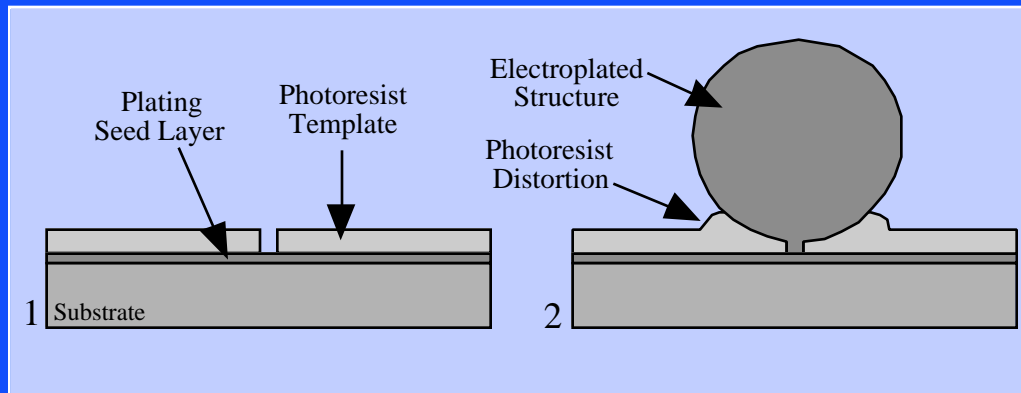 Plating
Seed Layer
Photoresist
Template
1
Substrate
Electroplated
Structure
Photoresist
Distortion
2